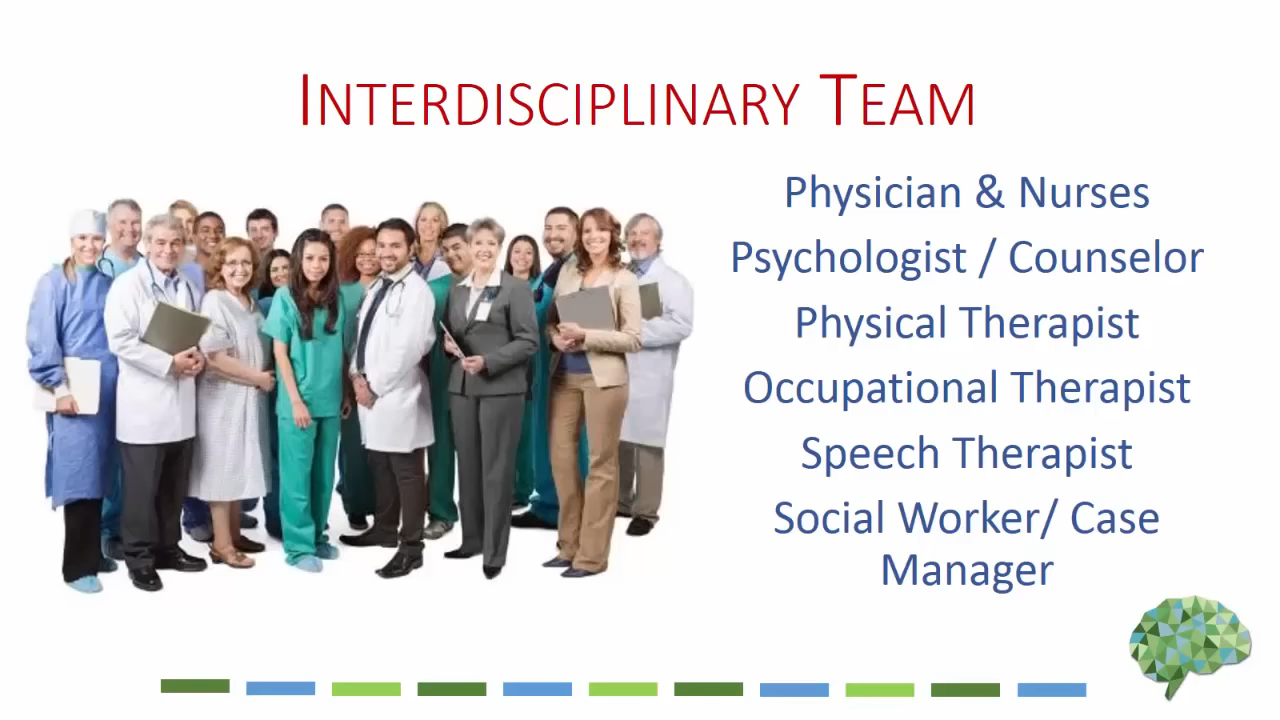 INTERDISCIPLINARY TEAM
Physician & Nurses
Psychologist / Counselor
Physical Therapist
Occupational Therapist
Speech Therapist
Social Worker/ Case
Manager